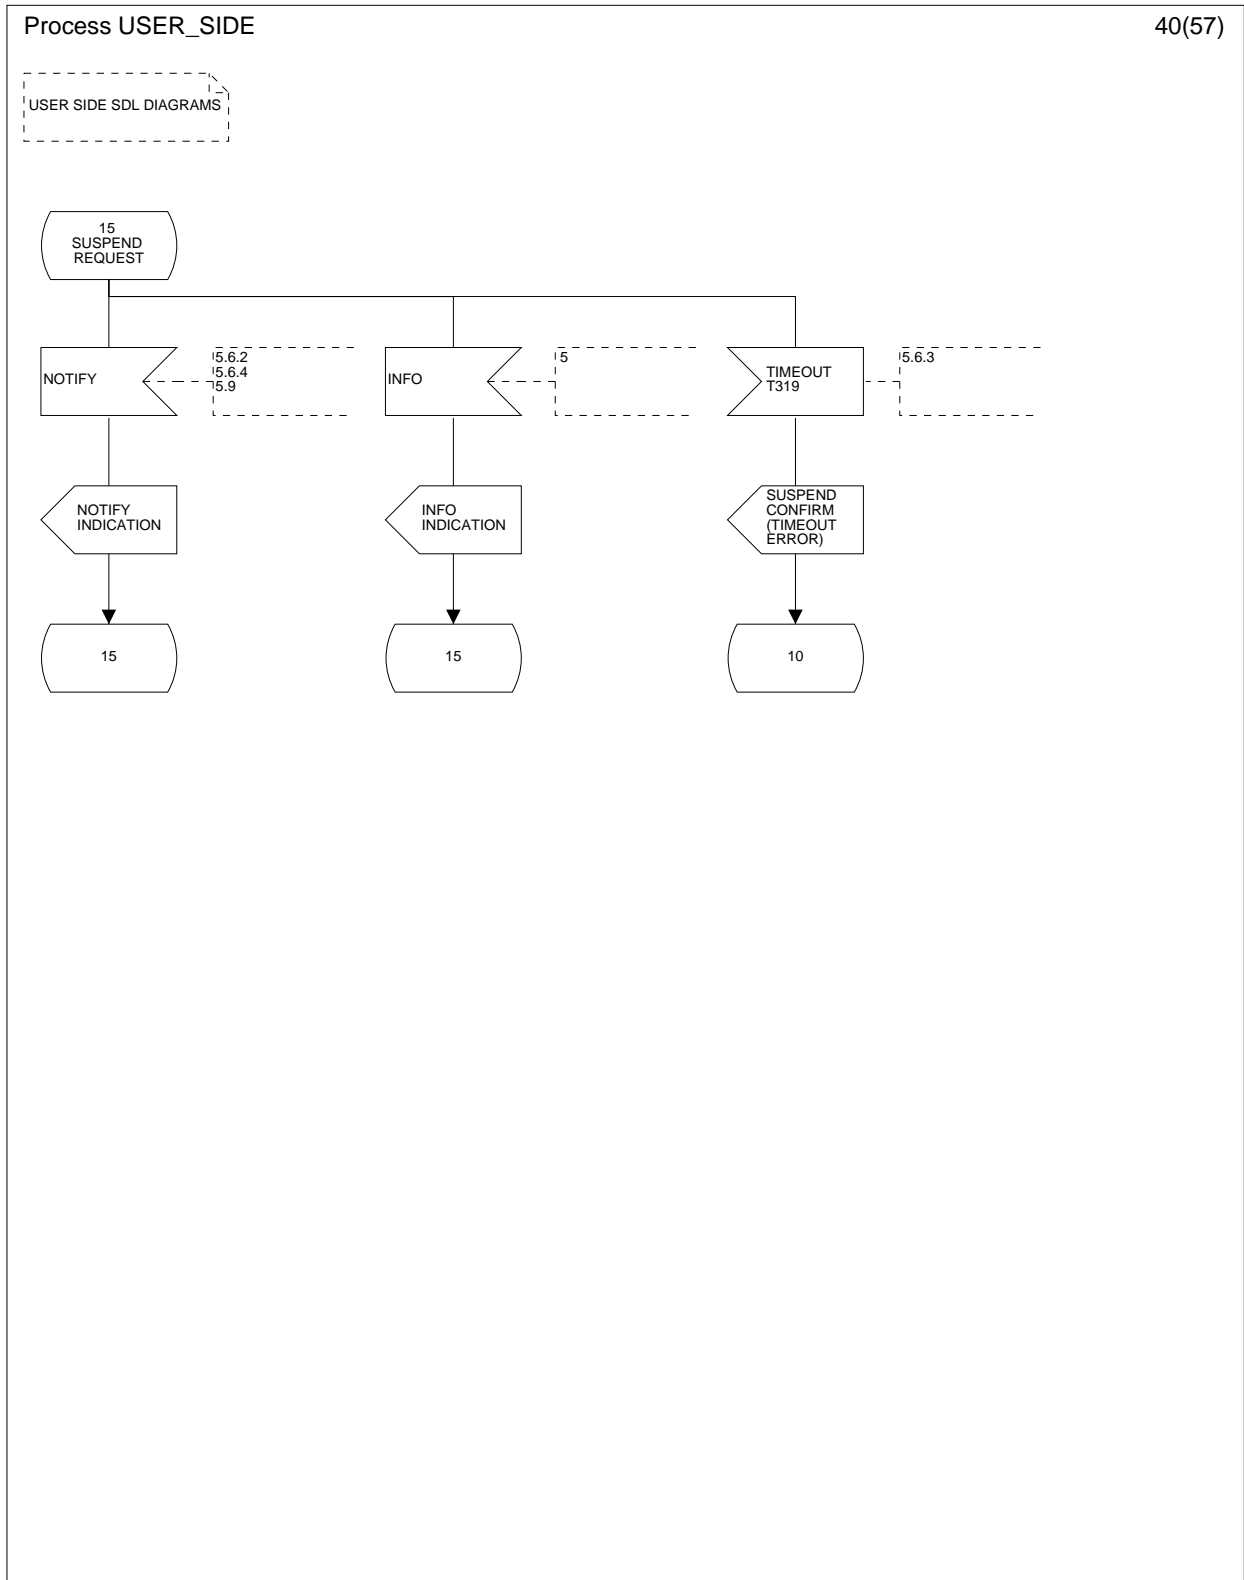 Process USER_SIDE
40(57)
USER SIDE SDL DIAGRAMS
15
SUSPEND
REQUEST
NOTIFY
5.6.2
5.6.4
5.9
INFO
5
TIMEOUT
T319
5.6.3
NOTIFY
INDICATION
INFO
INDICATION
SUSPEND
CONFIRM
(TIMEOUT
ERROR)
15
15
10